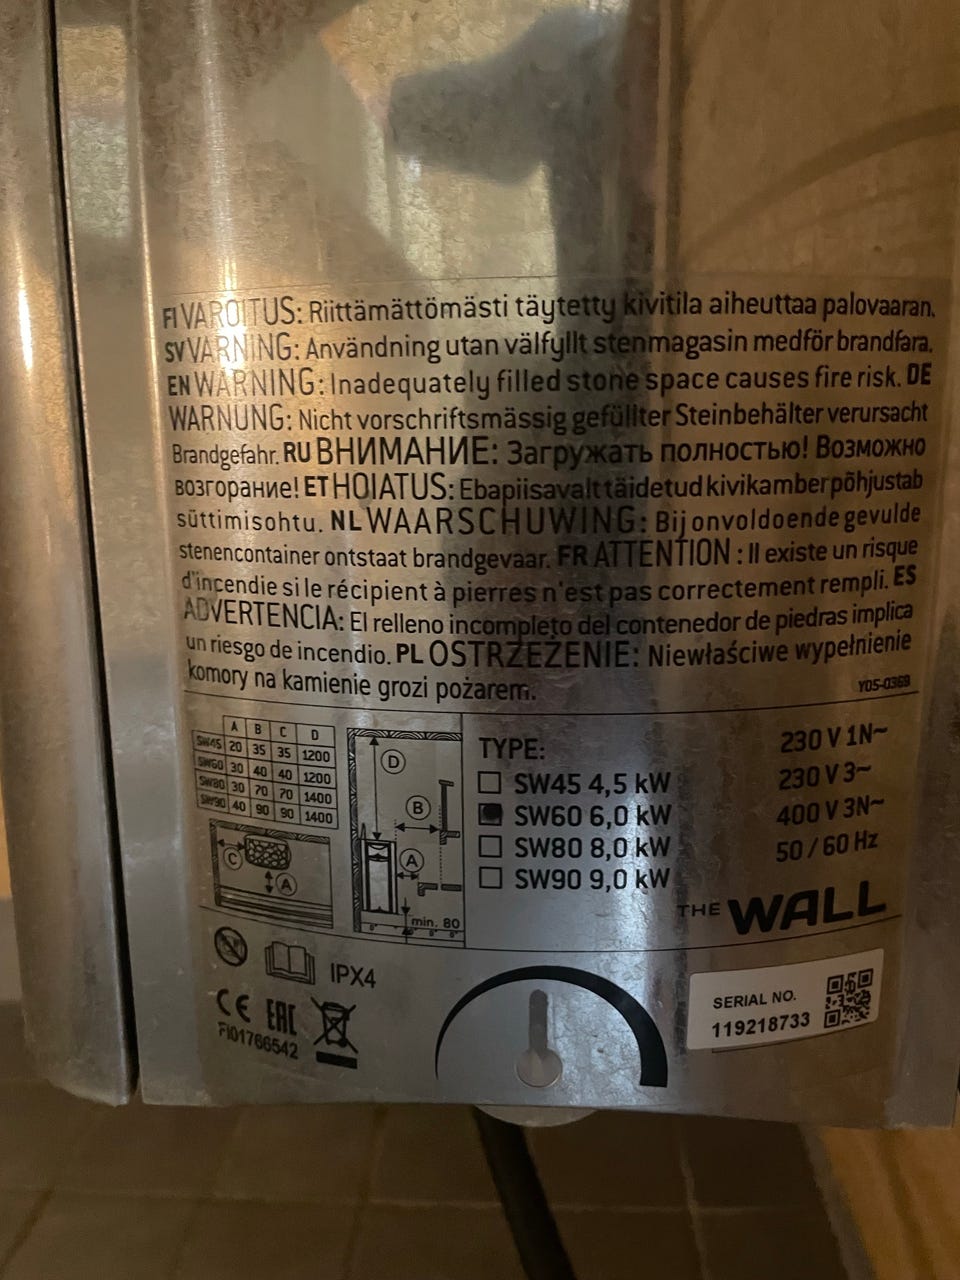 FI VAROITUS: Riittämättömästi täytetty kivitila aiheuttaa palovaaran.
SV VARNING: Användning utan välfyllt stenmagasin medför brandfara.
EN WARNING: Inadequately filled stone space causes fire risk. DE
WARNUNG: Nicht vorschriftsmässig gefüllter Steinbehälter verursacht
Brandgefahr. RU ВНИМАНИЕ: Загружать полностью! Возможно
возгорание! ET HOIATUS: Ebapiisavalt täidetud kivikamber põhjustab
süttimisohtu. NL WAARSCHUWING: Bij onvoldoende gevulde
stenencontainer ontstaat brandgevaar. FR ATTENTION : Il existe un risque
d'incendie si le récipient à pierres n'est pas correctement rempli. ES
ADVERTENCIA: El relleno incompleto del contenedor de piedras implica
un riesgo de incendio. PL OSTRZEŻENIE: Niewłaściwe wypełnienie
komory na kamienie grozi pożarem.
Y05-0369
A B C D
SW45 20 35 35 1200
SW60 30 40 40 1200
SW80 30 70 70 1400
SW90 40 90 90 1400
C
A
D
B
A
min. 80
TYPE:
SW45 4,5 kW
SW60 6,0 kW
SW80 8,0 kW
SW90 9,0 kW
230 V 1N~
230 V 3~
400 V 3N~
50 / 60 Hz
THE WALL
IPX4
CE EAC
FI01766542
SERIAL NO.
119218733